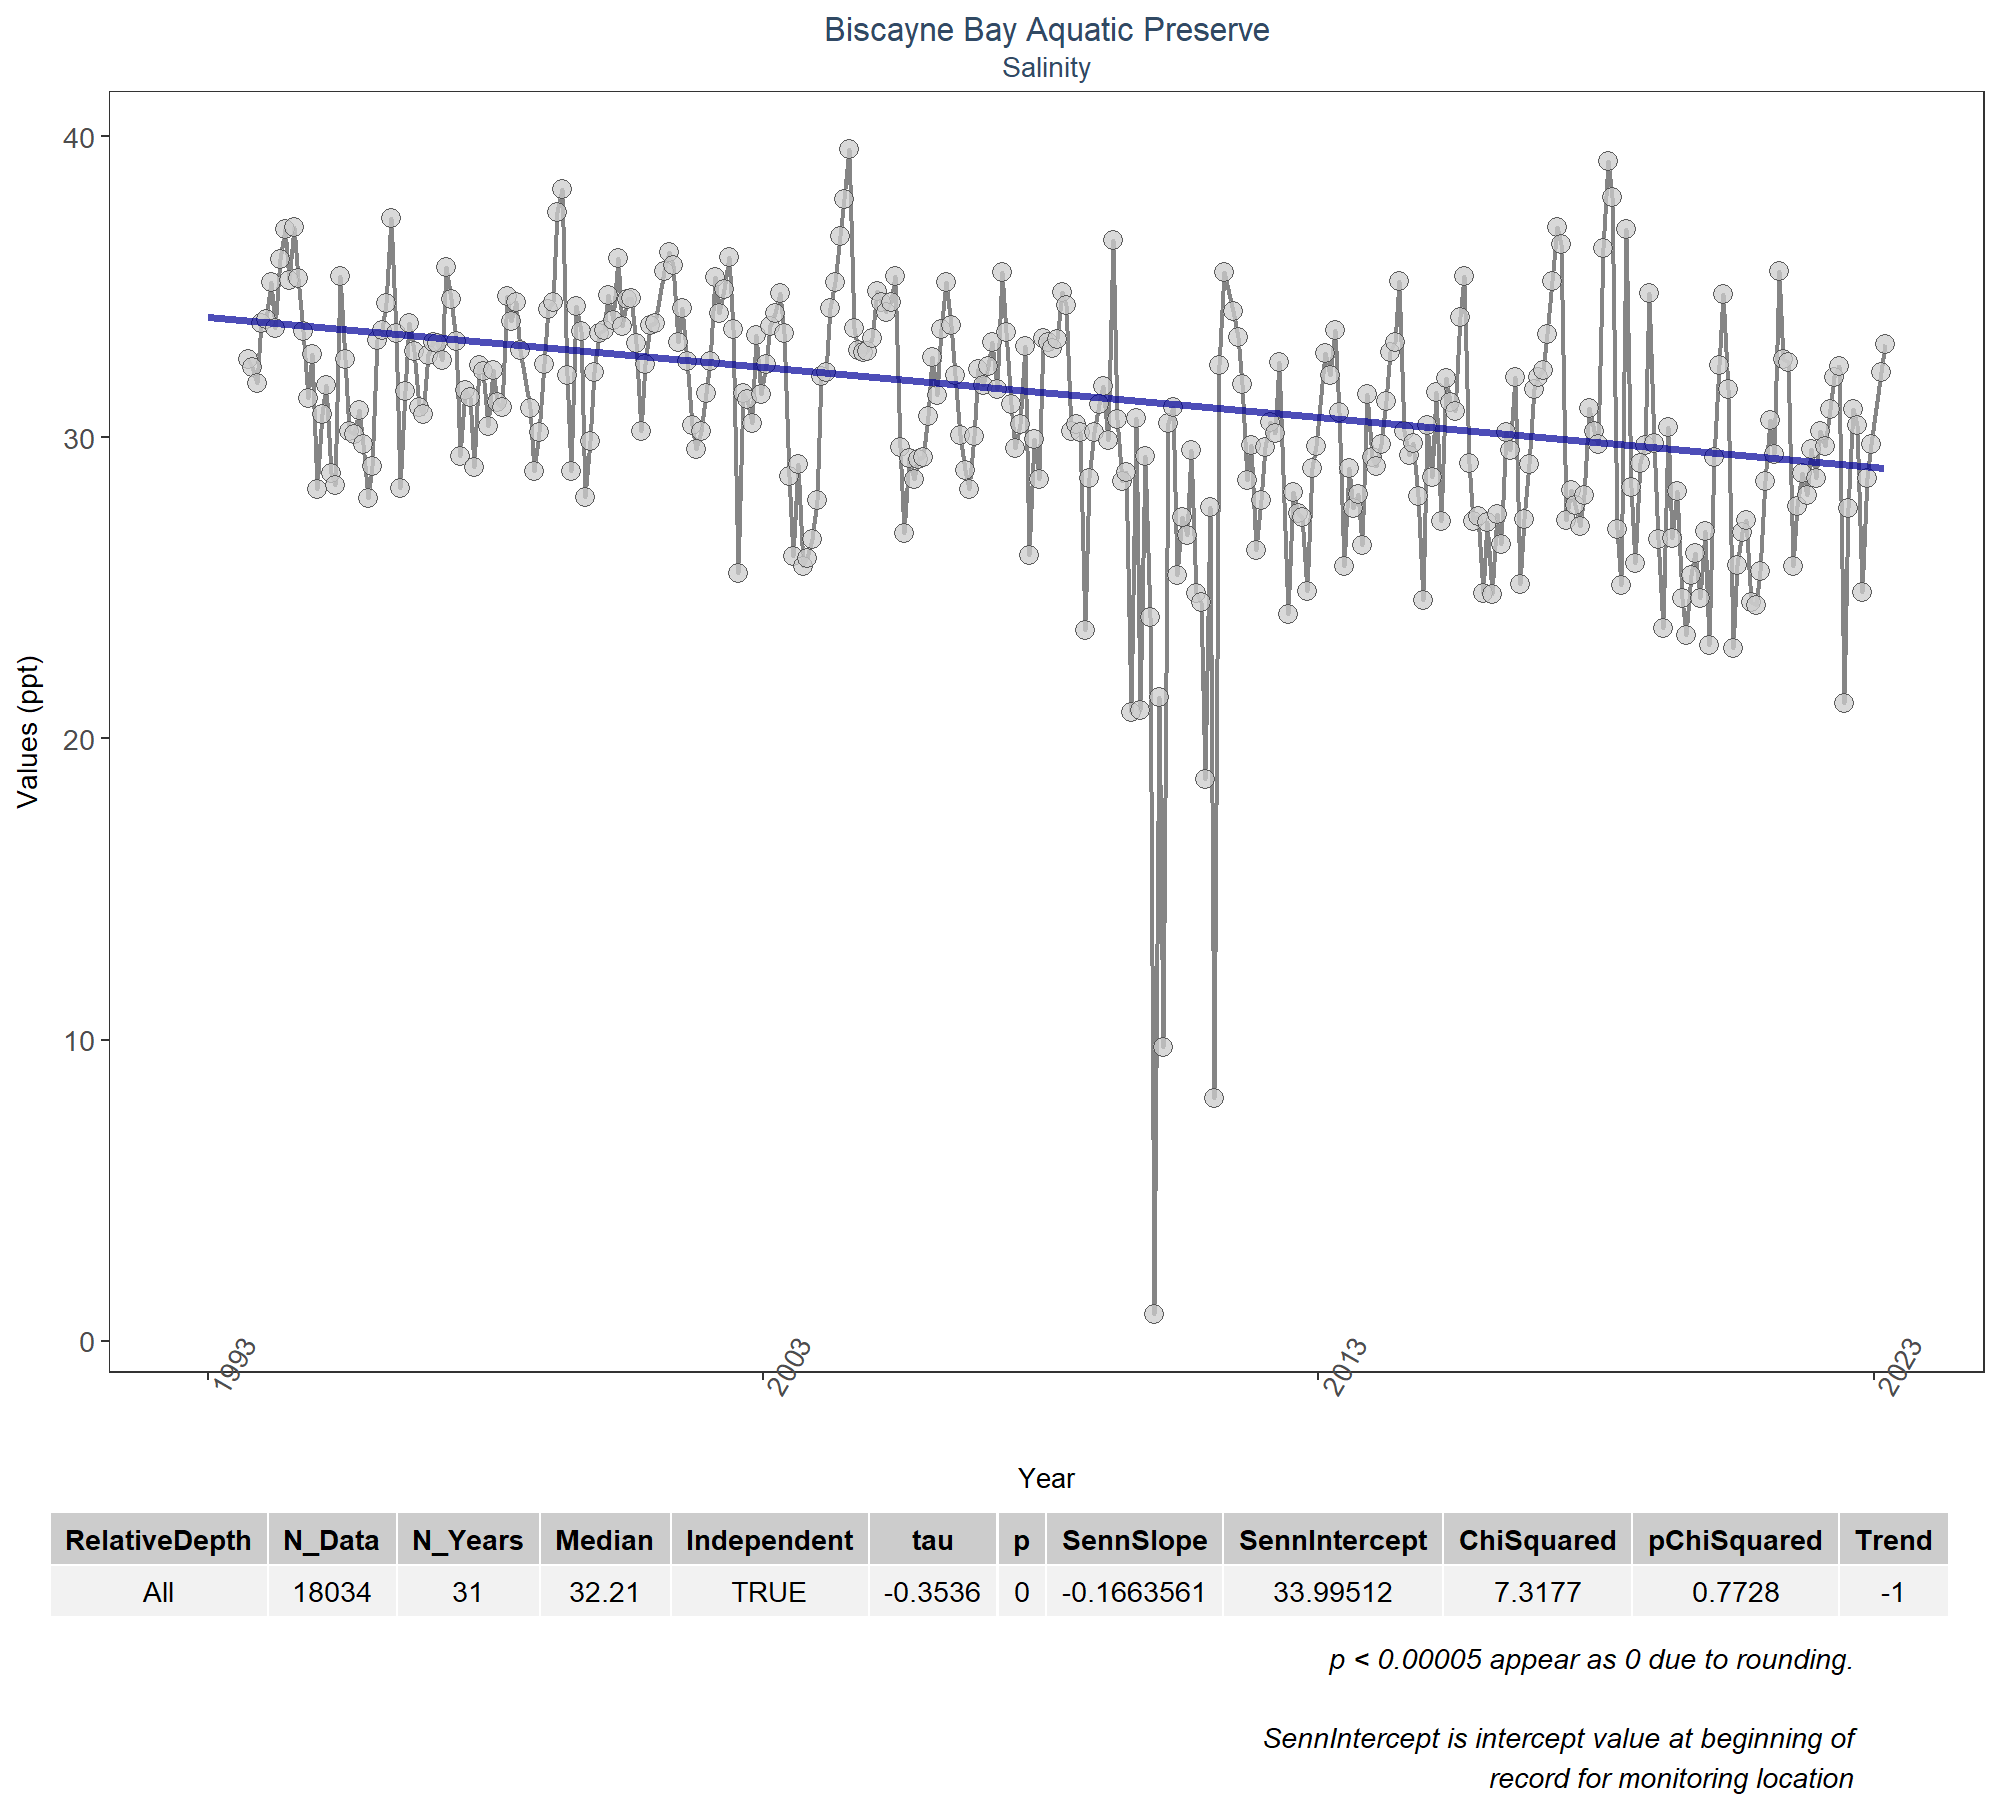 Biscayne Bay Aquatic Preserve
Salinity
40
30
20
10
0
Values (ppt)
1993
2003
2013
2023
Year
RelativeDepth N_Data N_Years Median Independent tau p SennSlope SennIntercept ChiSquared pChiSquared Trend
All 18034 31 32.21 TRUE -0.3536 0 -0.1663561 33.99512 7.3177 0.7728 -1
p < 0.00005 appear as 0 due to rounding.
SennIntercept is intercept value at beginning of
record for monitoring location